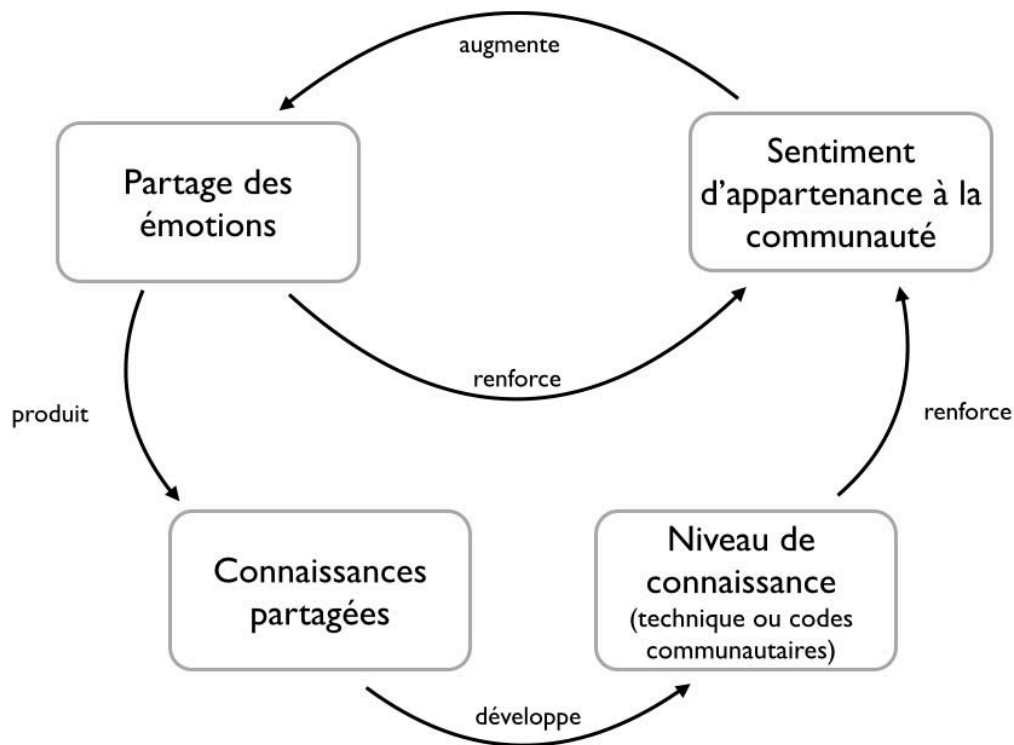 augmente
Partage des
émotions
Sentiment
d'appartenance à la
communauté
renforce
produit
renforce
Connaissances
partagées
Niveau de
connaissance
(technique ou codes
communautaires)
développe